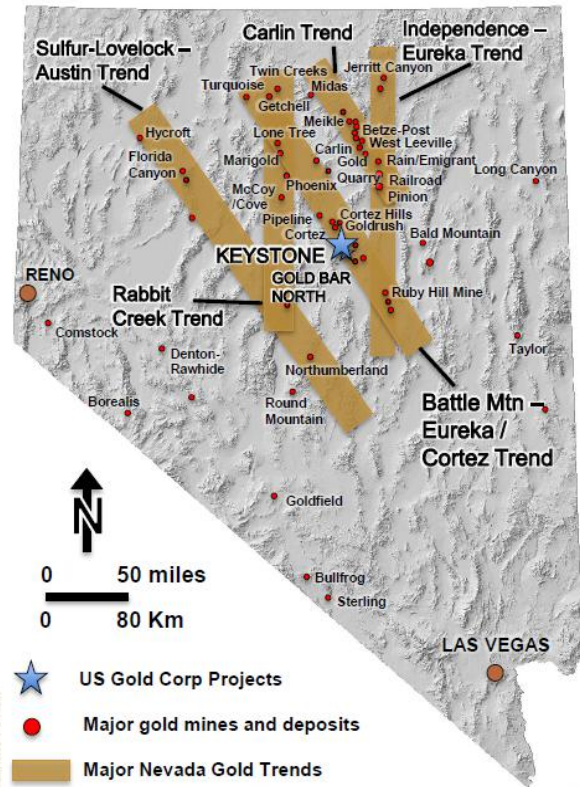 Carlin Trend
Independence –
Eureka Trend
Sulfur-Lovelock –
Austin Trend
Twin Creeks
Jerritt Canyon
Turquoise
Midas
Getchell
Meikle
Hycroft
Lone Tree
Betze-Post
West Leeville
Florida
Canyon
Marigold
Carlin
Gold
Quarry
Rain/Emigrant
Railroad
Pinion
Long Canyon
Phoenix
McCoy
/Cove
Pipeline
Cortez Hills
Goldrush
Cortez
Bald Mountain
KEYSTONE
GOLD BAR
NORTH
RENO
Rabbit
Creek Trend
Ruby Hill Mine
Comstock
Denton-
Rawhide
Northumberland
Taylor
Borealis
Round
Mountain
Battle Mtn –
Eureka /
Cortez Trend
N
Goldfield
0 50 miles
0 80 Km
Bullfrog
Sterling
LAS VEGAS
US Gold Corp Projects
Major gold mines and deposits
Major Nevada Gold Trends